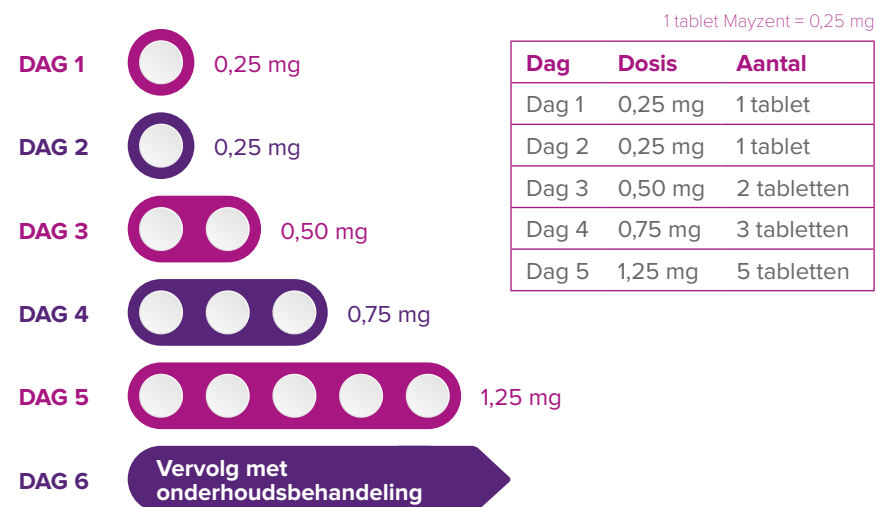 1 tablet Mayzent = 0,25 mg
DAG 1 0,25 mg
DAG 2 0,25 mg
DAG 3 0,50 mg
DAG 4 0,75 mg
DAG 5 1,25 mg
DAG 6 Vervolg met
onderhoudsbehandeling
Dag Dosis Aantal
Dag 1 0,25 mg 1 tablet
Dag 2 0,25 mg 1 tablet
Dag 3 0,50 mg 2 tabletten
Dag 4 0,75 mg 3 tabletten
Dag 5 1,25 mg 5 tabletten